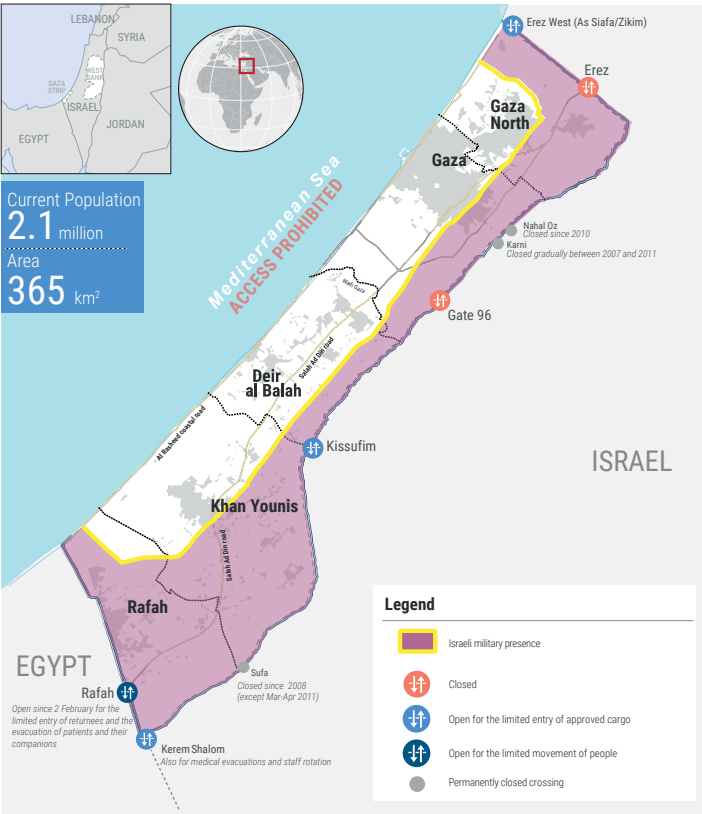 LEBANON
SYRIA
WEST
BANK
GAZA
STRIP
ISRAEL
JORDAN
EGYPT
Current Population
2.1 million
Area
365 km²
Mediterranean Sea
ACCESS PROHIBITED
Erez West (As Siafa/Zikim)
Erez
Gaza
North
Gaza
Nahal Oz
Closed since 2010
Karni
Closed gradually between 2007 and 2011
Wadi Gaza
Gate 96
Salah Ad Din road
Deir
al Balah
Al Rasheed coastal road
Kissufim
ISRAEL
Khan Younis
Salah Ad Din road
Rafah
EGYPT
Sufa
Closed since 2008
(except Mar-Apr 2011)
Rafah
Open since 2 February for the
limited entry of returnees and the
evacuation of patients and their
companions
Kerem Shalom
Also for medical evacuations and staff rotation
Legend
Israeli military presence
Closed
Open for the limited entry of approved cargo
Open for the limited movement of people
Permanently closed crossing